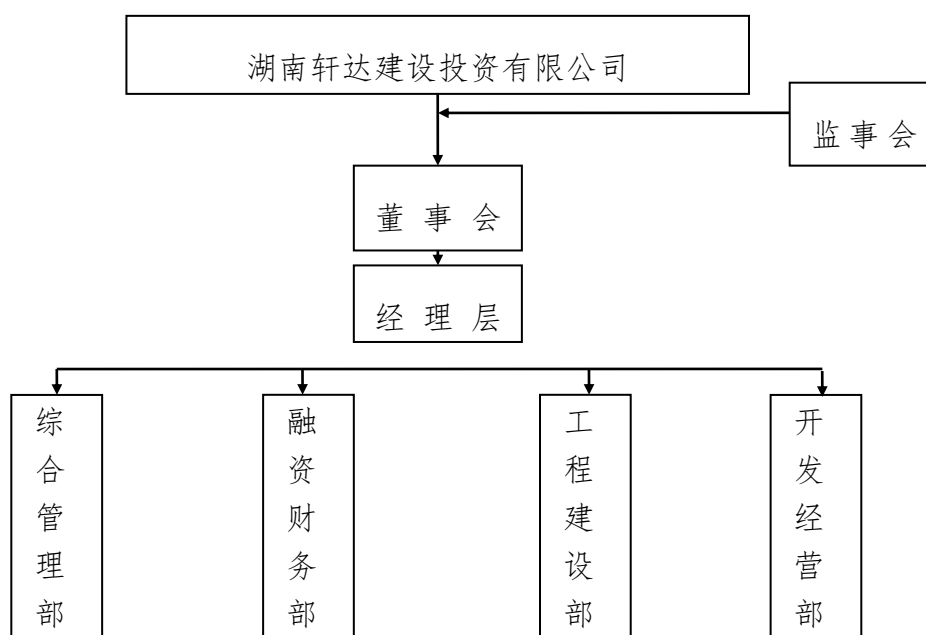 湖南轩达建设投资有限公司
监事会
董事会
经理层
综合管理部
融资财务部
工程建设部
开发经营部